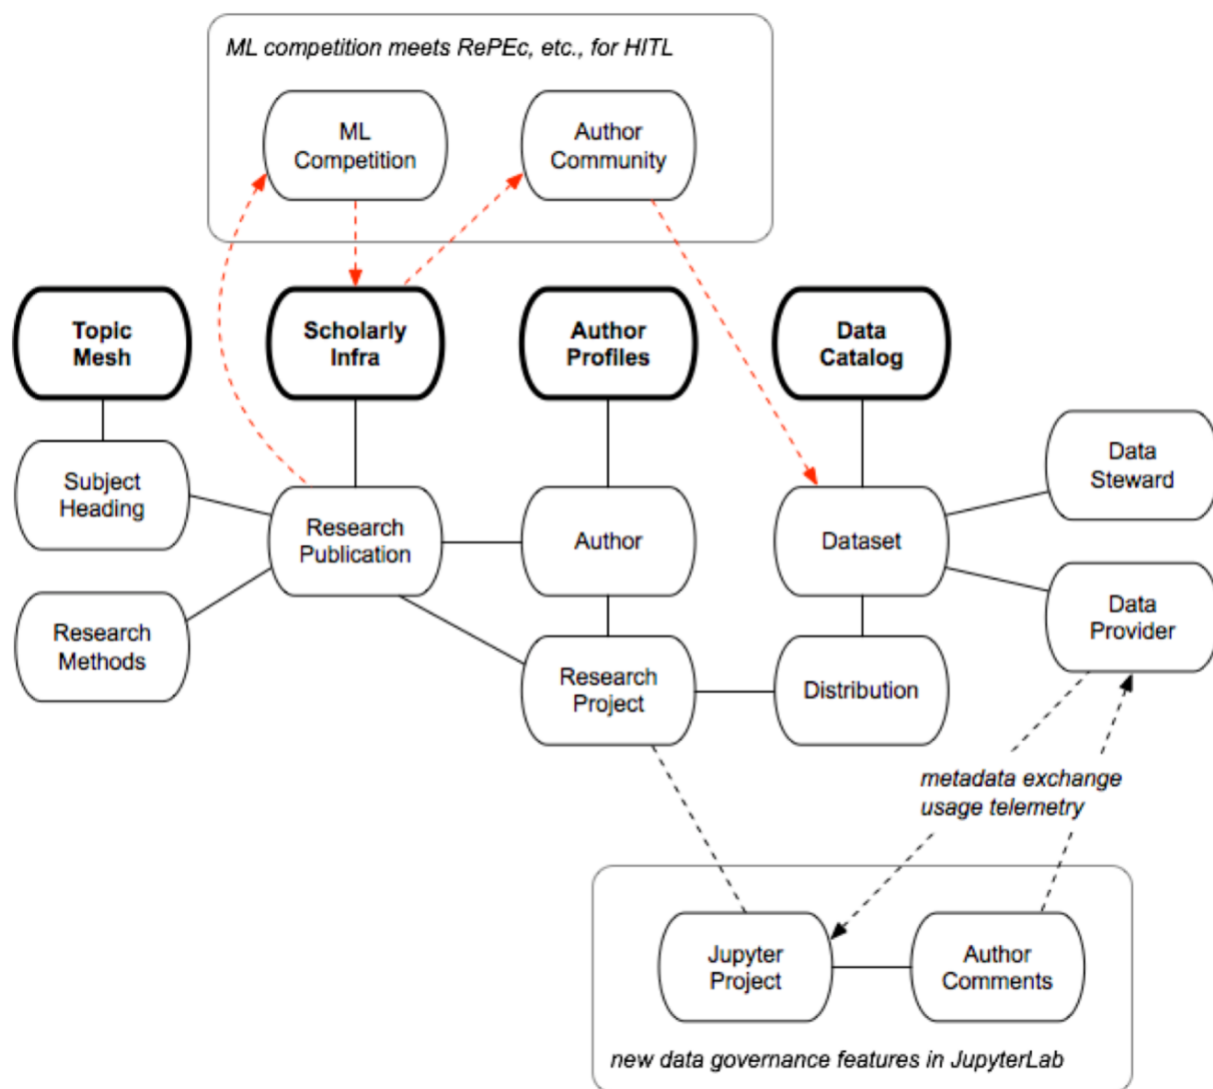 ML competition meets RePEc, etc., for HITL
ML
Competition
Author
Community
Topic
Mesh
Scholarly
Infra
Author
Profiles
Data
Catalog
Subject
Heading
Research
Publication
Author
Dataset
Data
Steward
Research
Methods
Research
Project
Distribution
Data
Provider
metadata exchange
usage telemetry
Jupyter
Project
Author
Comments
new data governance features in JupyterLab